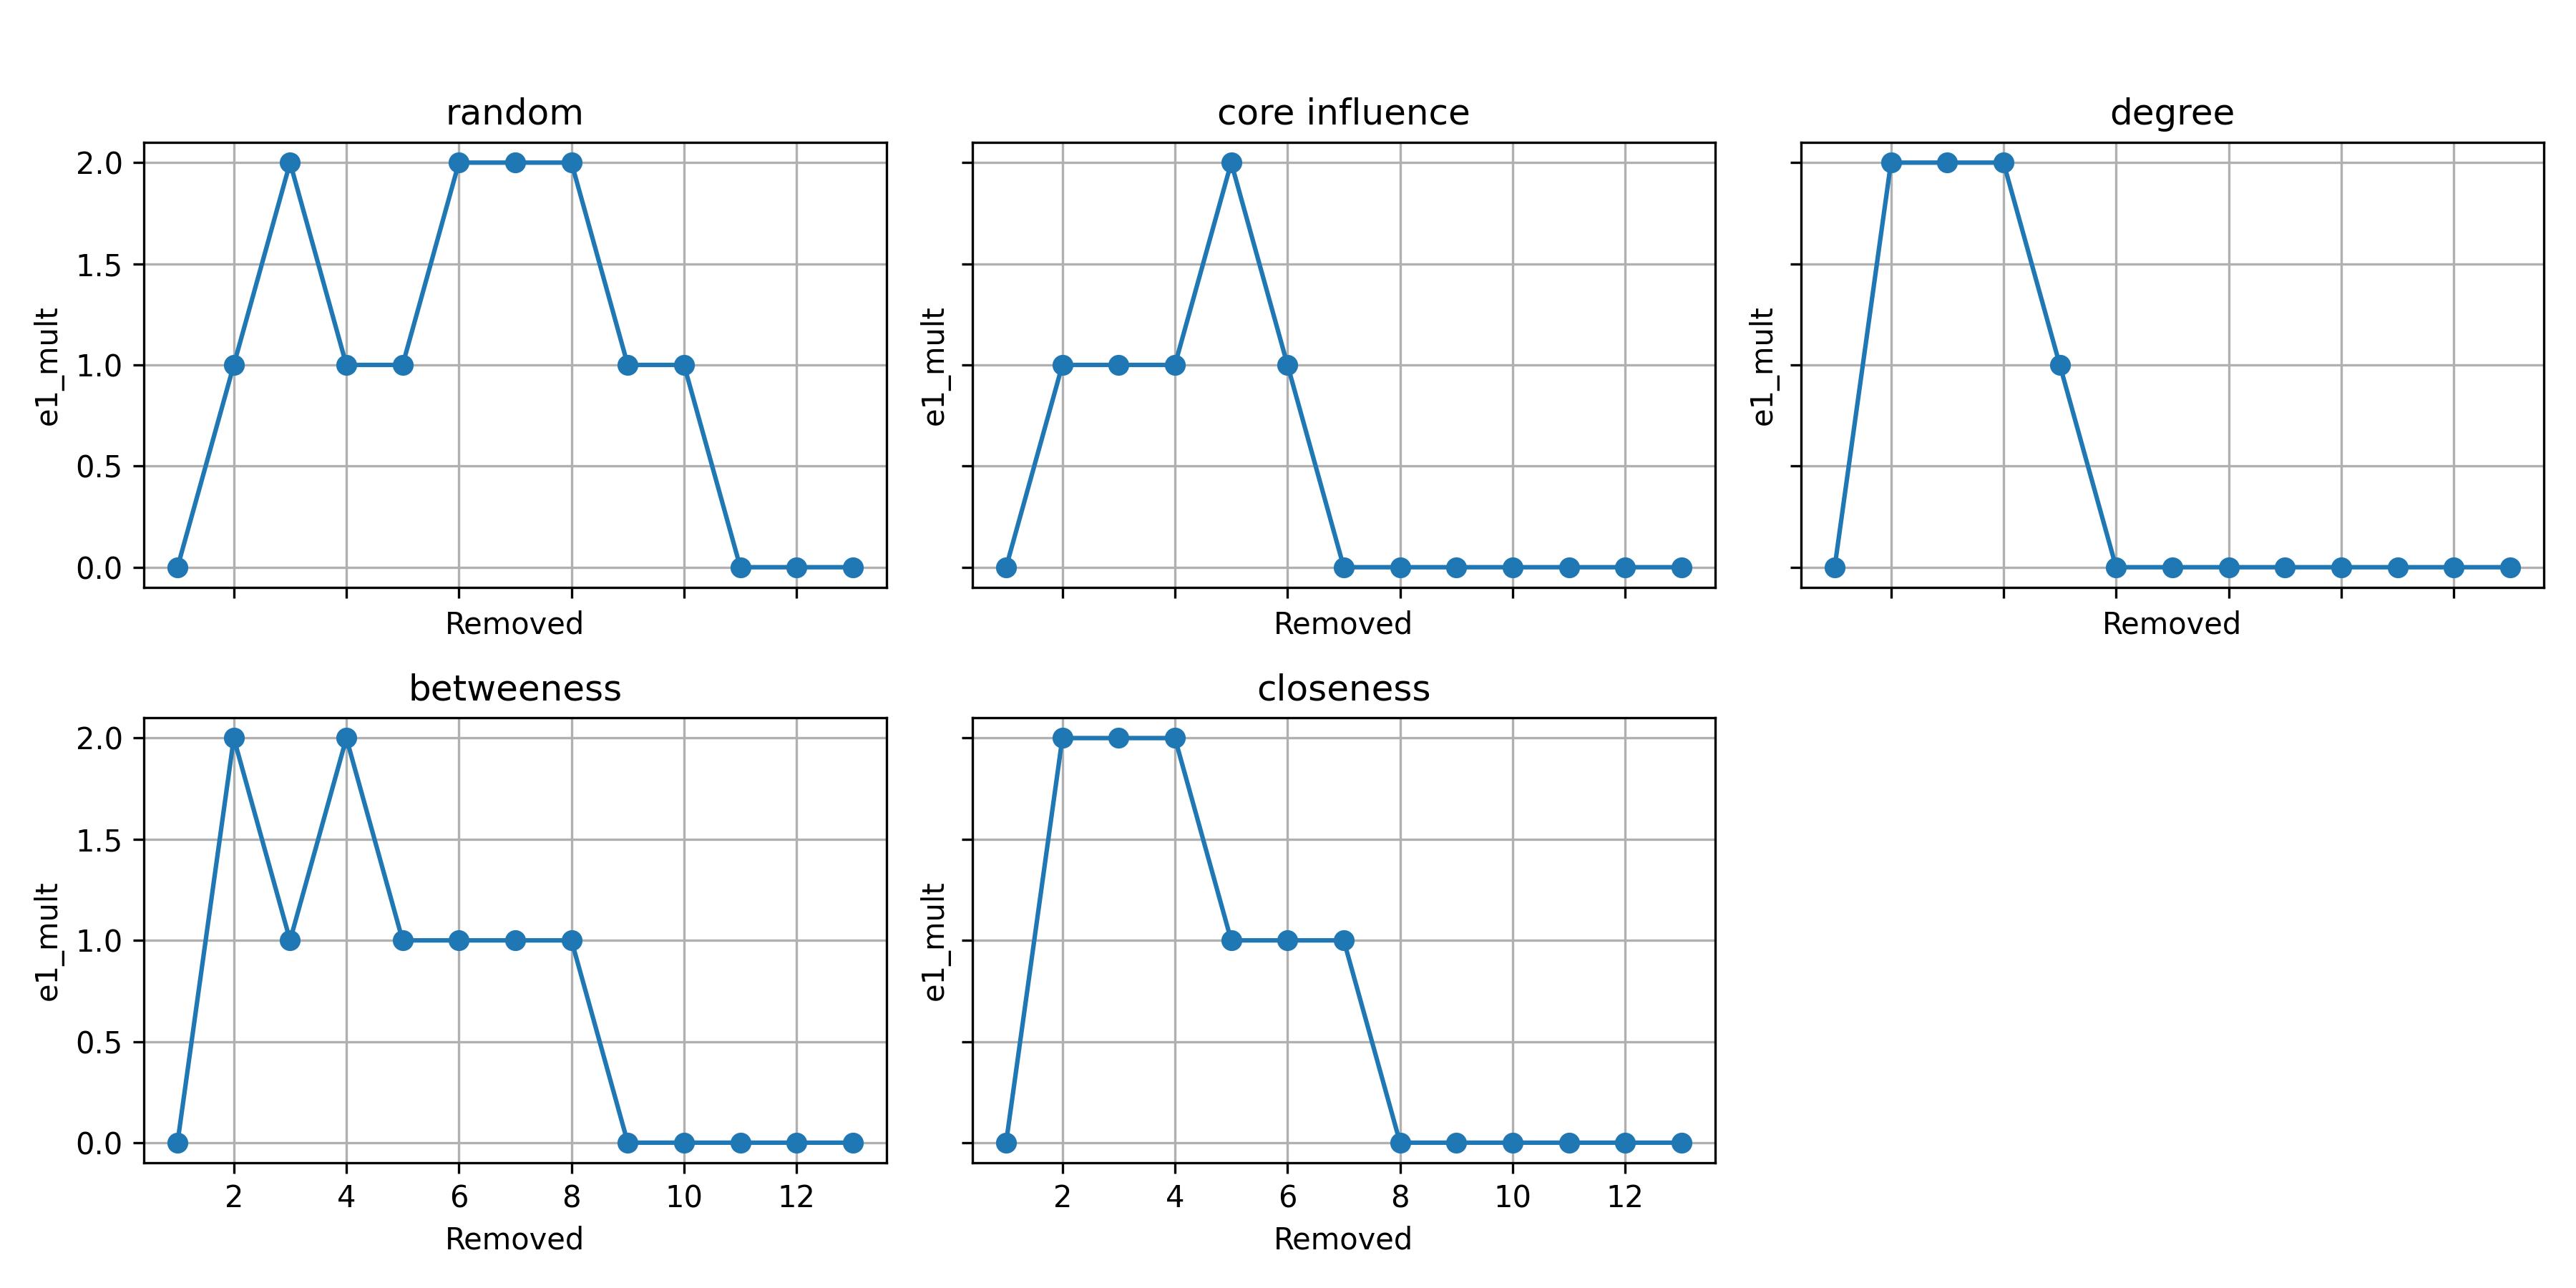 random
2.0
1.5
1.0
0.5
0.0
e1_mult
Removed
core influence
e1_mult
Removed
degree
e1_mult
Removed
betweeness
2.0
1.5
1.0
0.5
0.0
e1_mult
2 4 6 8 10 12
Removed
closeness
e1_mult
2 4 6 8 10 12
Removed